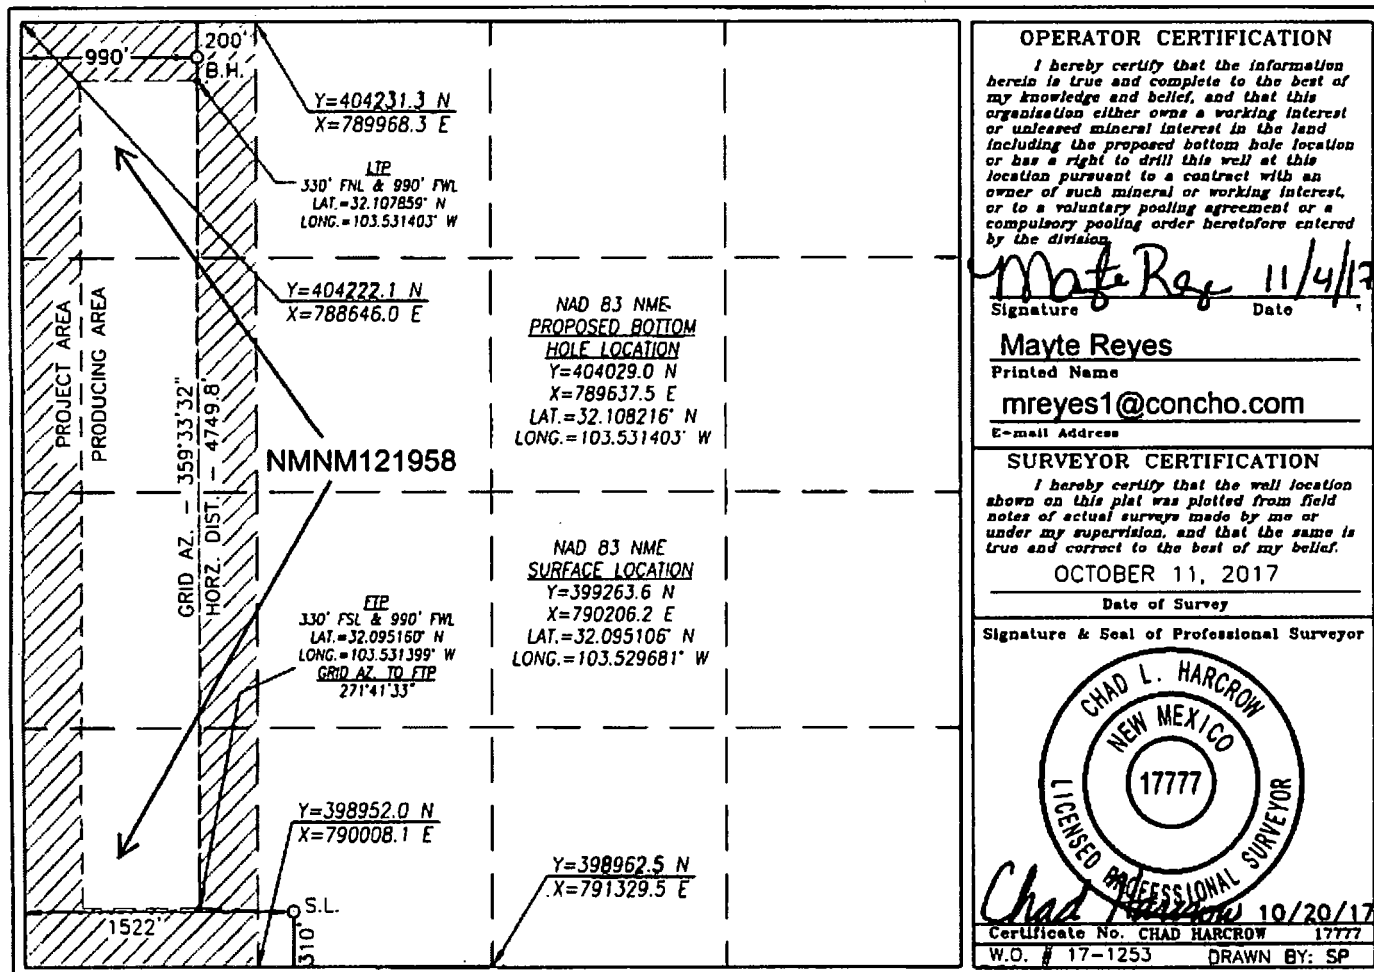 990'
200'
B.H.
Y=404231.3 N
X=789968.3 E
LTP
330' FNL & 990' FWL
LAT.=32.107859° N
LONG.=103.531403° W
Y=404222.1 N
X=788646.0 E
PROJECT AREA
PRODUCING AREA
GRID AZ. - 359°33'32"
HORZ. DIST. - 4749.8'
NMNM121958
NAD 83 NME
PROPOSED BOTTOM
HOLE LOCATION
Y=404029.0 N
X=789637.5 E
LAT.=32.108216° N
LONG.=103.531403° W
NAD 83 NME
SURFACE LOCATION
Y=399263.6 N
X=790206.2 E
LAT.=32.095106° N
LONG.=103.529681° W
FTP
330' FSL & 990' FWL
LAT.=32.095160° N
LONG.=103.531399° W
GRID AZ. TO FTP
271°41'33"
Y=398952.0 N
X=790008.1 E
Y=398962.5 N
X=791329.5 E
S.L.
1522'
310'
OPERATOR CERTIFICATION
I hereby certify that the information
herein is true and complete to the best of
my knowledge and belief, and that this
organisation either owns a working interest
or unleased mineral interest in the land
including the proposed bottom hole location
or has a right to drill this well at this
location pursuant to a contract with an
owner of such mineral or working interest,
or to a voluntary pooling agreement or a
compulsory pooling order heretofore entered
by the division.
Mayte Reyes 11/4/17
Signature Date
Mayte Reyes
Printed Name
mreyes1@concho.com
E-mail Address
SURVEYOR CERTIFICATION
I hereby certify that the well location
shown on this plat was plotted from field
notes of actual surveys made by me or
under my supervision, and that the same is
true and correct to the best of my belief.
OCTOBER 11, 2017
Date of Survey
Signature & Seal of Professional Surveyor
CHAD L. HARCROW
NEW MEXICO
17777
LICENSED PROFESSIONAL SURVEYOR
Chad Harcrow 10/20/17
Certificate No. CHAD HARCROW 17777
W.O. # 17-1253 DRAWN BY: SP